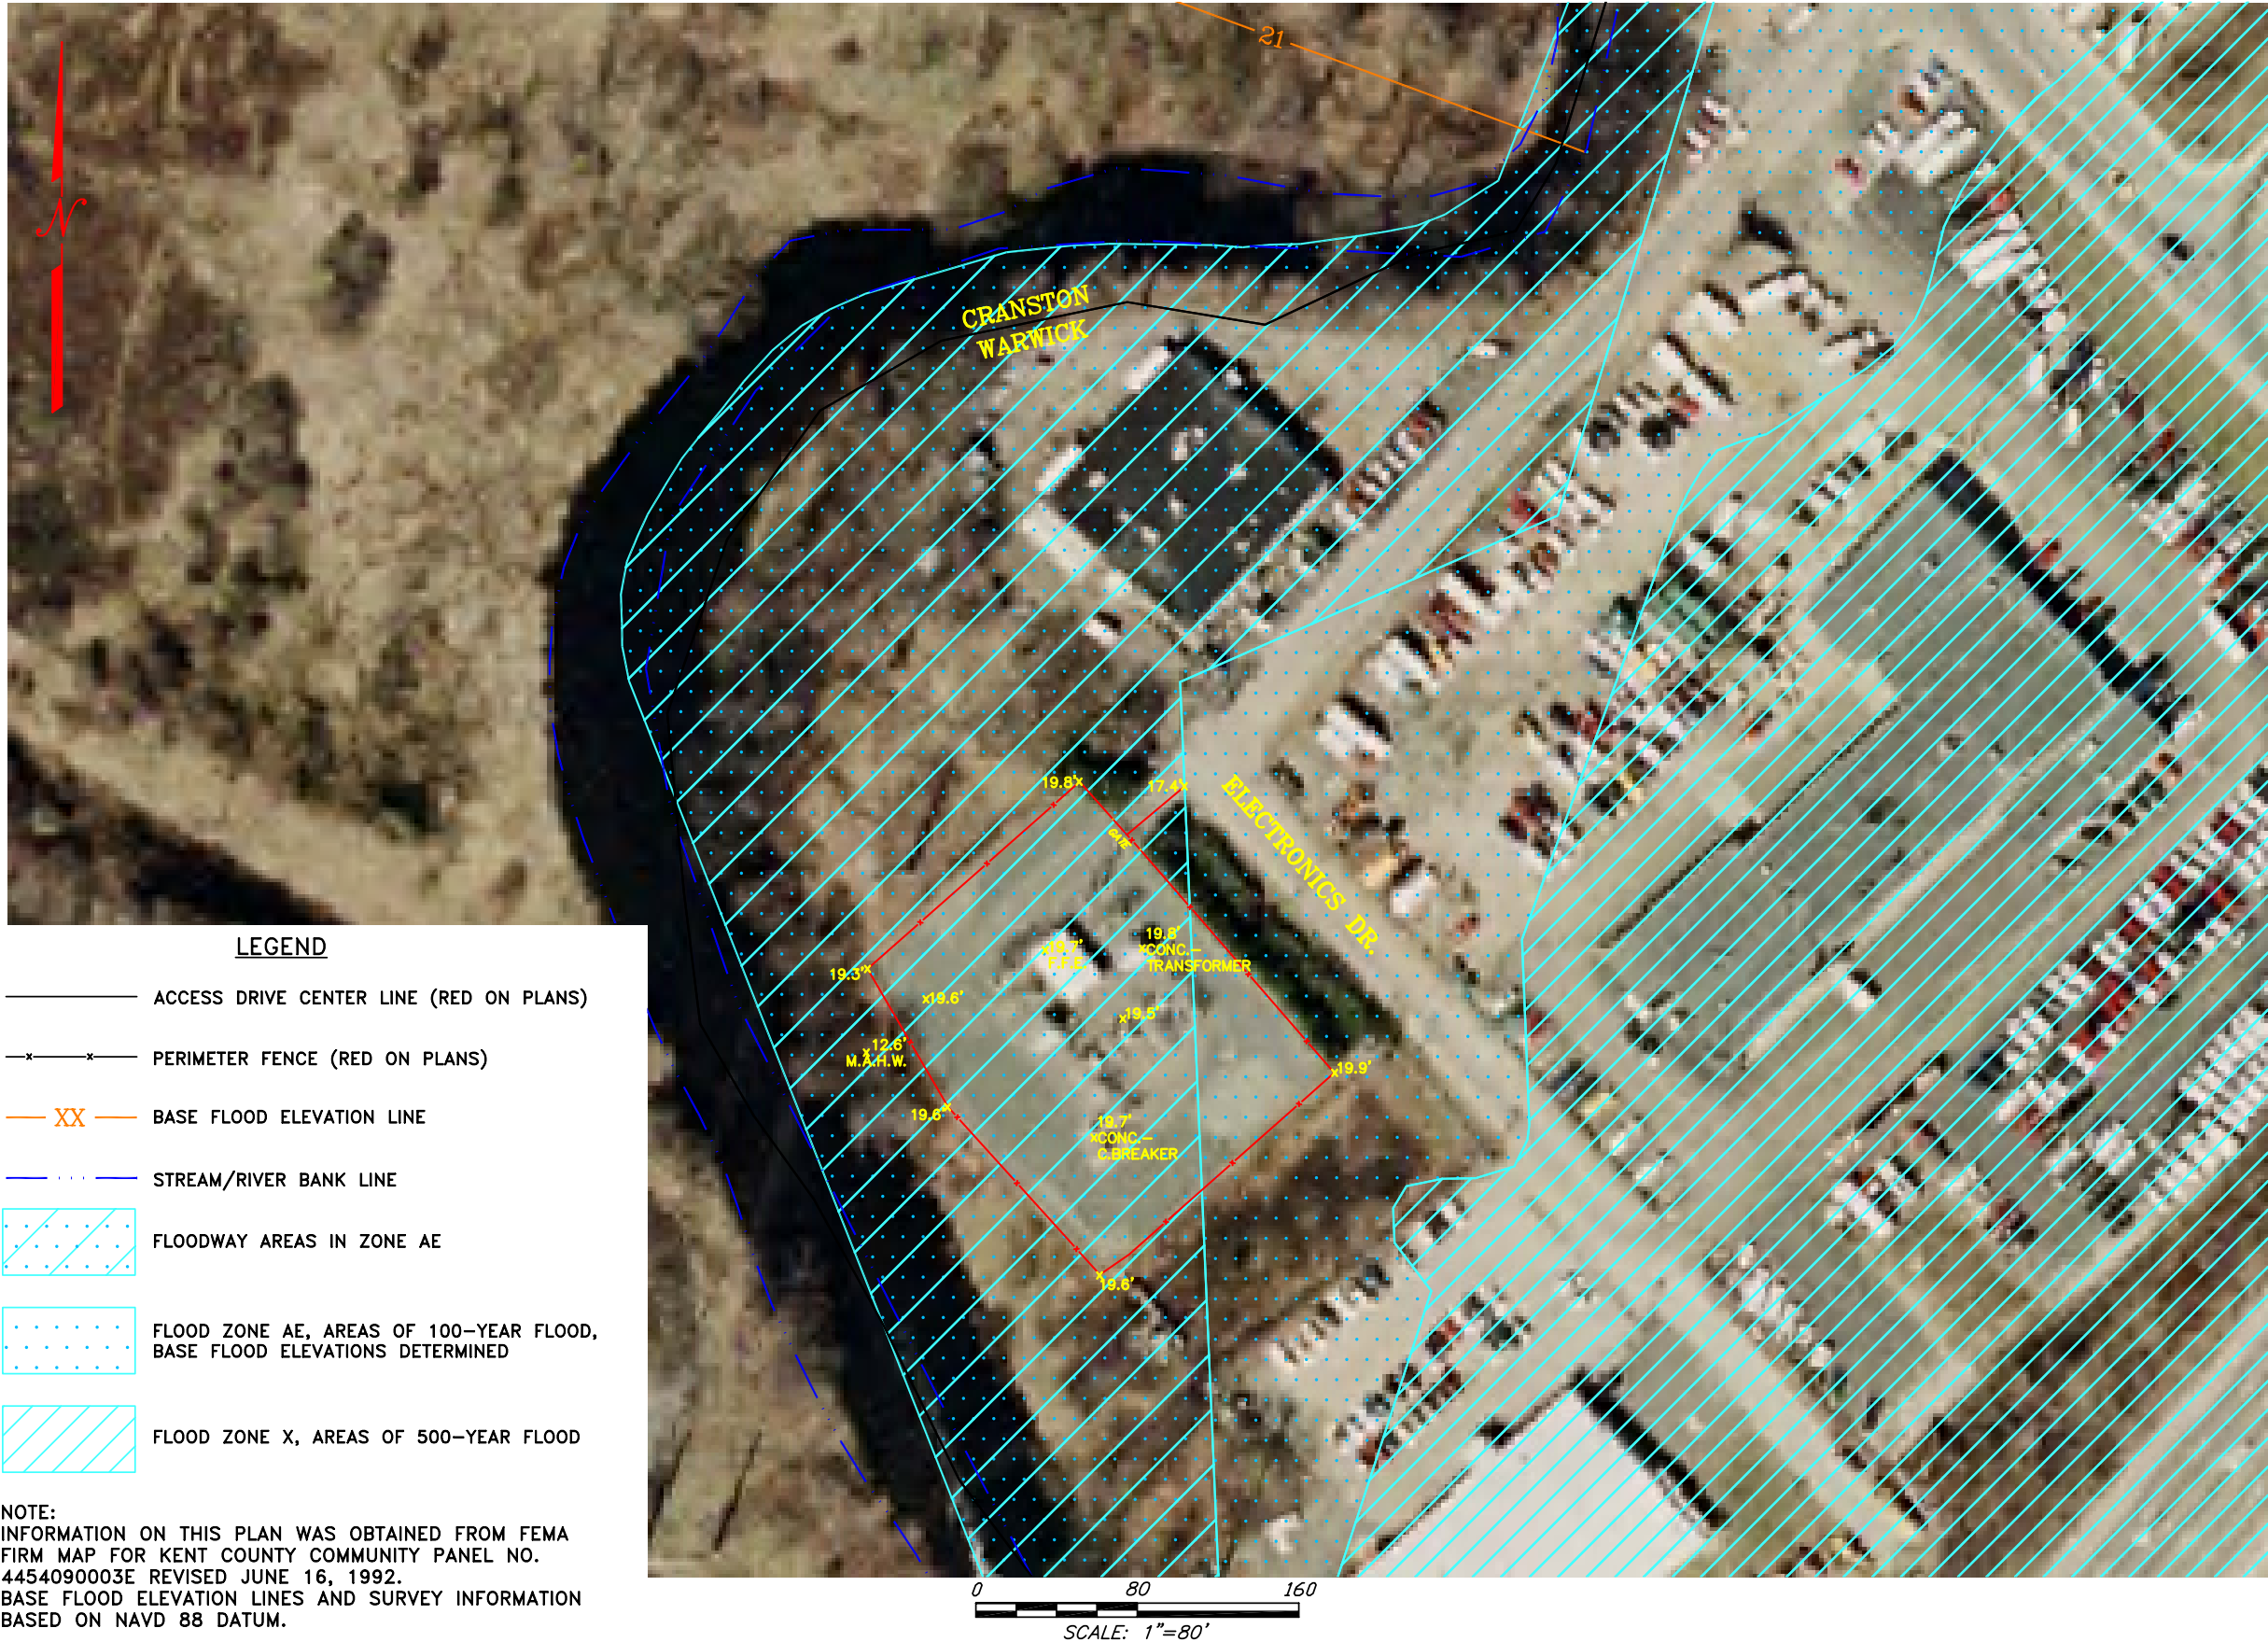 21
N
CRANSTON
WARWICK
19.8'
17.4'
GATE
ELECTRONICS DR.
19.7'
F.F.E.
19.8'
CONC.-
TRANSFORMER
19.3'
19.6'
19.5'
12.6'
M.A.H.W.
19.9'
19.6'
19.7'
CONC.-
C.BREAKER
19.6'
LEGEND
ACCESS DRIVE CENTER LINE (RED ON PLANS)
PERIMETER FENCE (RED ON PLANS)
XX BASE FLOOD ELEVATION LINE
STREAM/RIVER BANK LINE
FLOODWAY AREAS IN ZONE AE
FLOOD ZONE AE, AREAS OF 100-YEAR FLOOD,
BASE FLOOD ELEVATIONS DETERMINED
FLOOD ZONE X, AREAS OF 500-YEAR FLOOD
NOTE:
INFORMATION ON THIS PLAN WAS OBTAINED FROM FEMA
FIRM MAP FOR KENT COUNTY COMMUNITY PANEL NO.
4454090003E REVISED JUNE 16, 1992.
BASE FLOOD ELEVATION LINES AND SURVEY INFORMATION
BASED ON NAVD 88 DATUM.
0 80 160
SCALE: 1"=80'